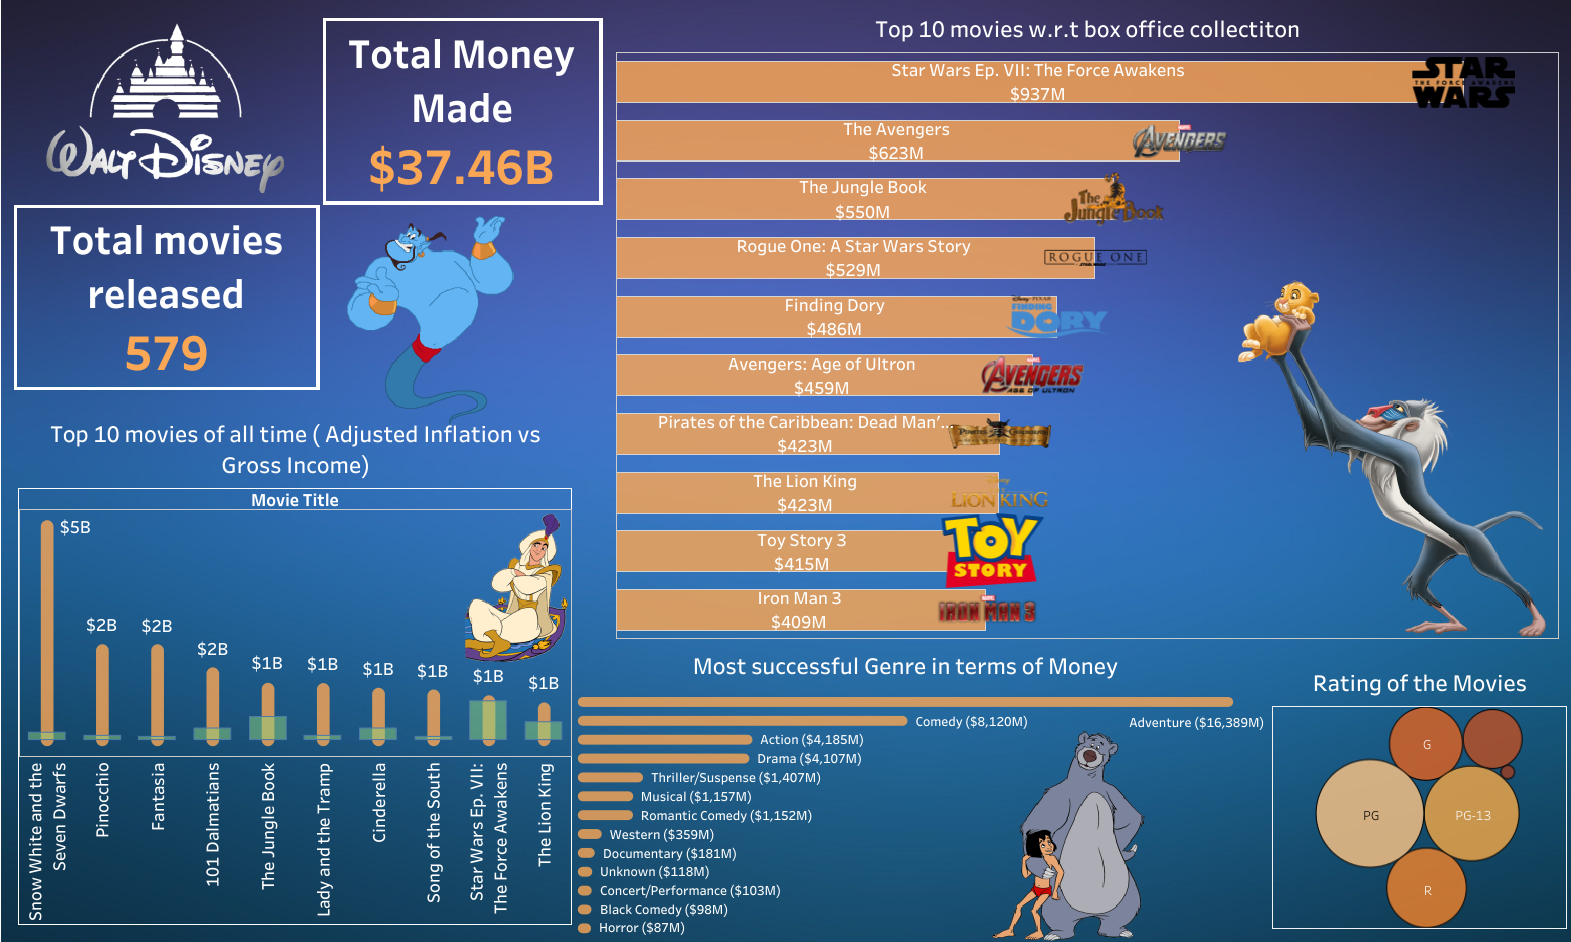 WALT DISNEY
Total Money
Made
$37.46B
Total movies
released
579
Top 10 movies w.r.t box office collectiton
Star Wars Ep. VII: The Force Awakens
$937M
STAR
THE FORCE AWAKENS
WARS
The Avengers
$623M
MARVEL
AVENGERS
The Jungle Book
$550M
The
Jungle Book
Rogue One: A Star Wars Story
$529M
ROGUE ONE
STAR WARS
Finding Dory
$486M
Disney PIXAR
FINDING
DORY
Avengers: Age of Ultron
$459M
MARVEL
AVENGERS
AGE OF ULTRON
Pirates of the Caribbean: Dead Man'...
$423M
The Lion King
$423M
LION KING
Toy Story 3
$415M
TOY
STORY
Iron Man 3
$409M
MARVEL
IRON MAN 3
Top 10 movies of all time ( Adjusted Inflation vs
Gross Income)
Movie Title
$5B
$2B
$2B
$2B
$1B
$1B
$1B
$1B
$1B
$1B
Snow White and the
Seven Dwarfs
Pinocchio
Fantasia
101 Dalmatians
The Jungle Book
Lady and the Tramp
Cinderella
Song of the South
Star Wars Ep. VII:
The Force Awakens
The Lion King
Most successful Genre in terms of Money
Adventure ($16,389M)
Comedy ($8,120M)
Action ($4,185M)
Drama ($4,107M)
Thriller/Suspense ($1,407M)
Musical ($1,157M)
Romantic Comedy ($1,152M)
Western ($359M)
Documentary ($181M)
Unknown ($118M)
Concert/Performance ($103M)
Black Comedy ($98M)
Horror ($87M)
Rating of the Movies
G
PG
PG-13
R